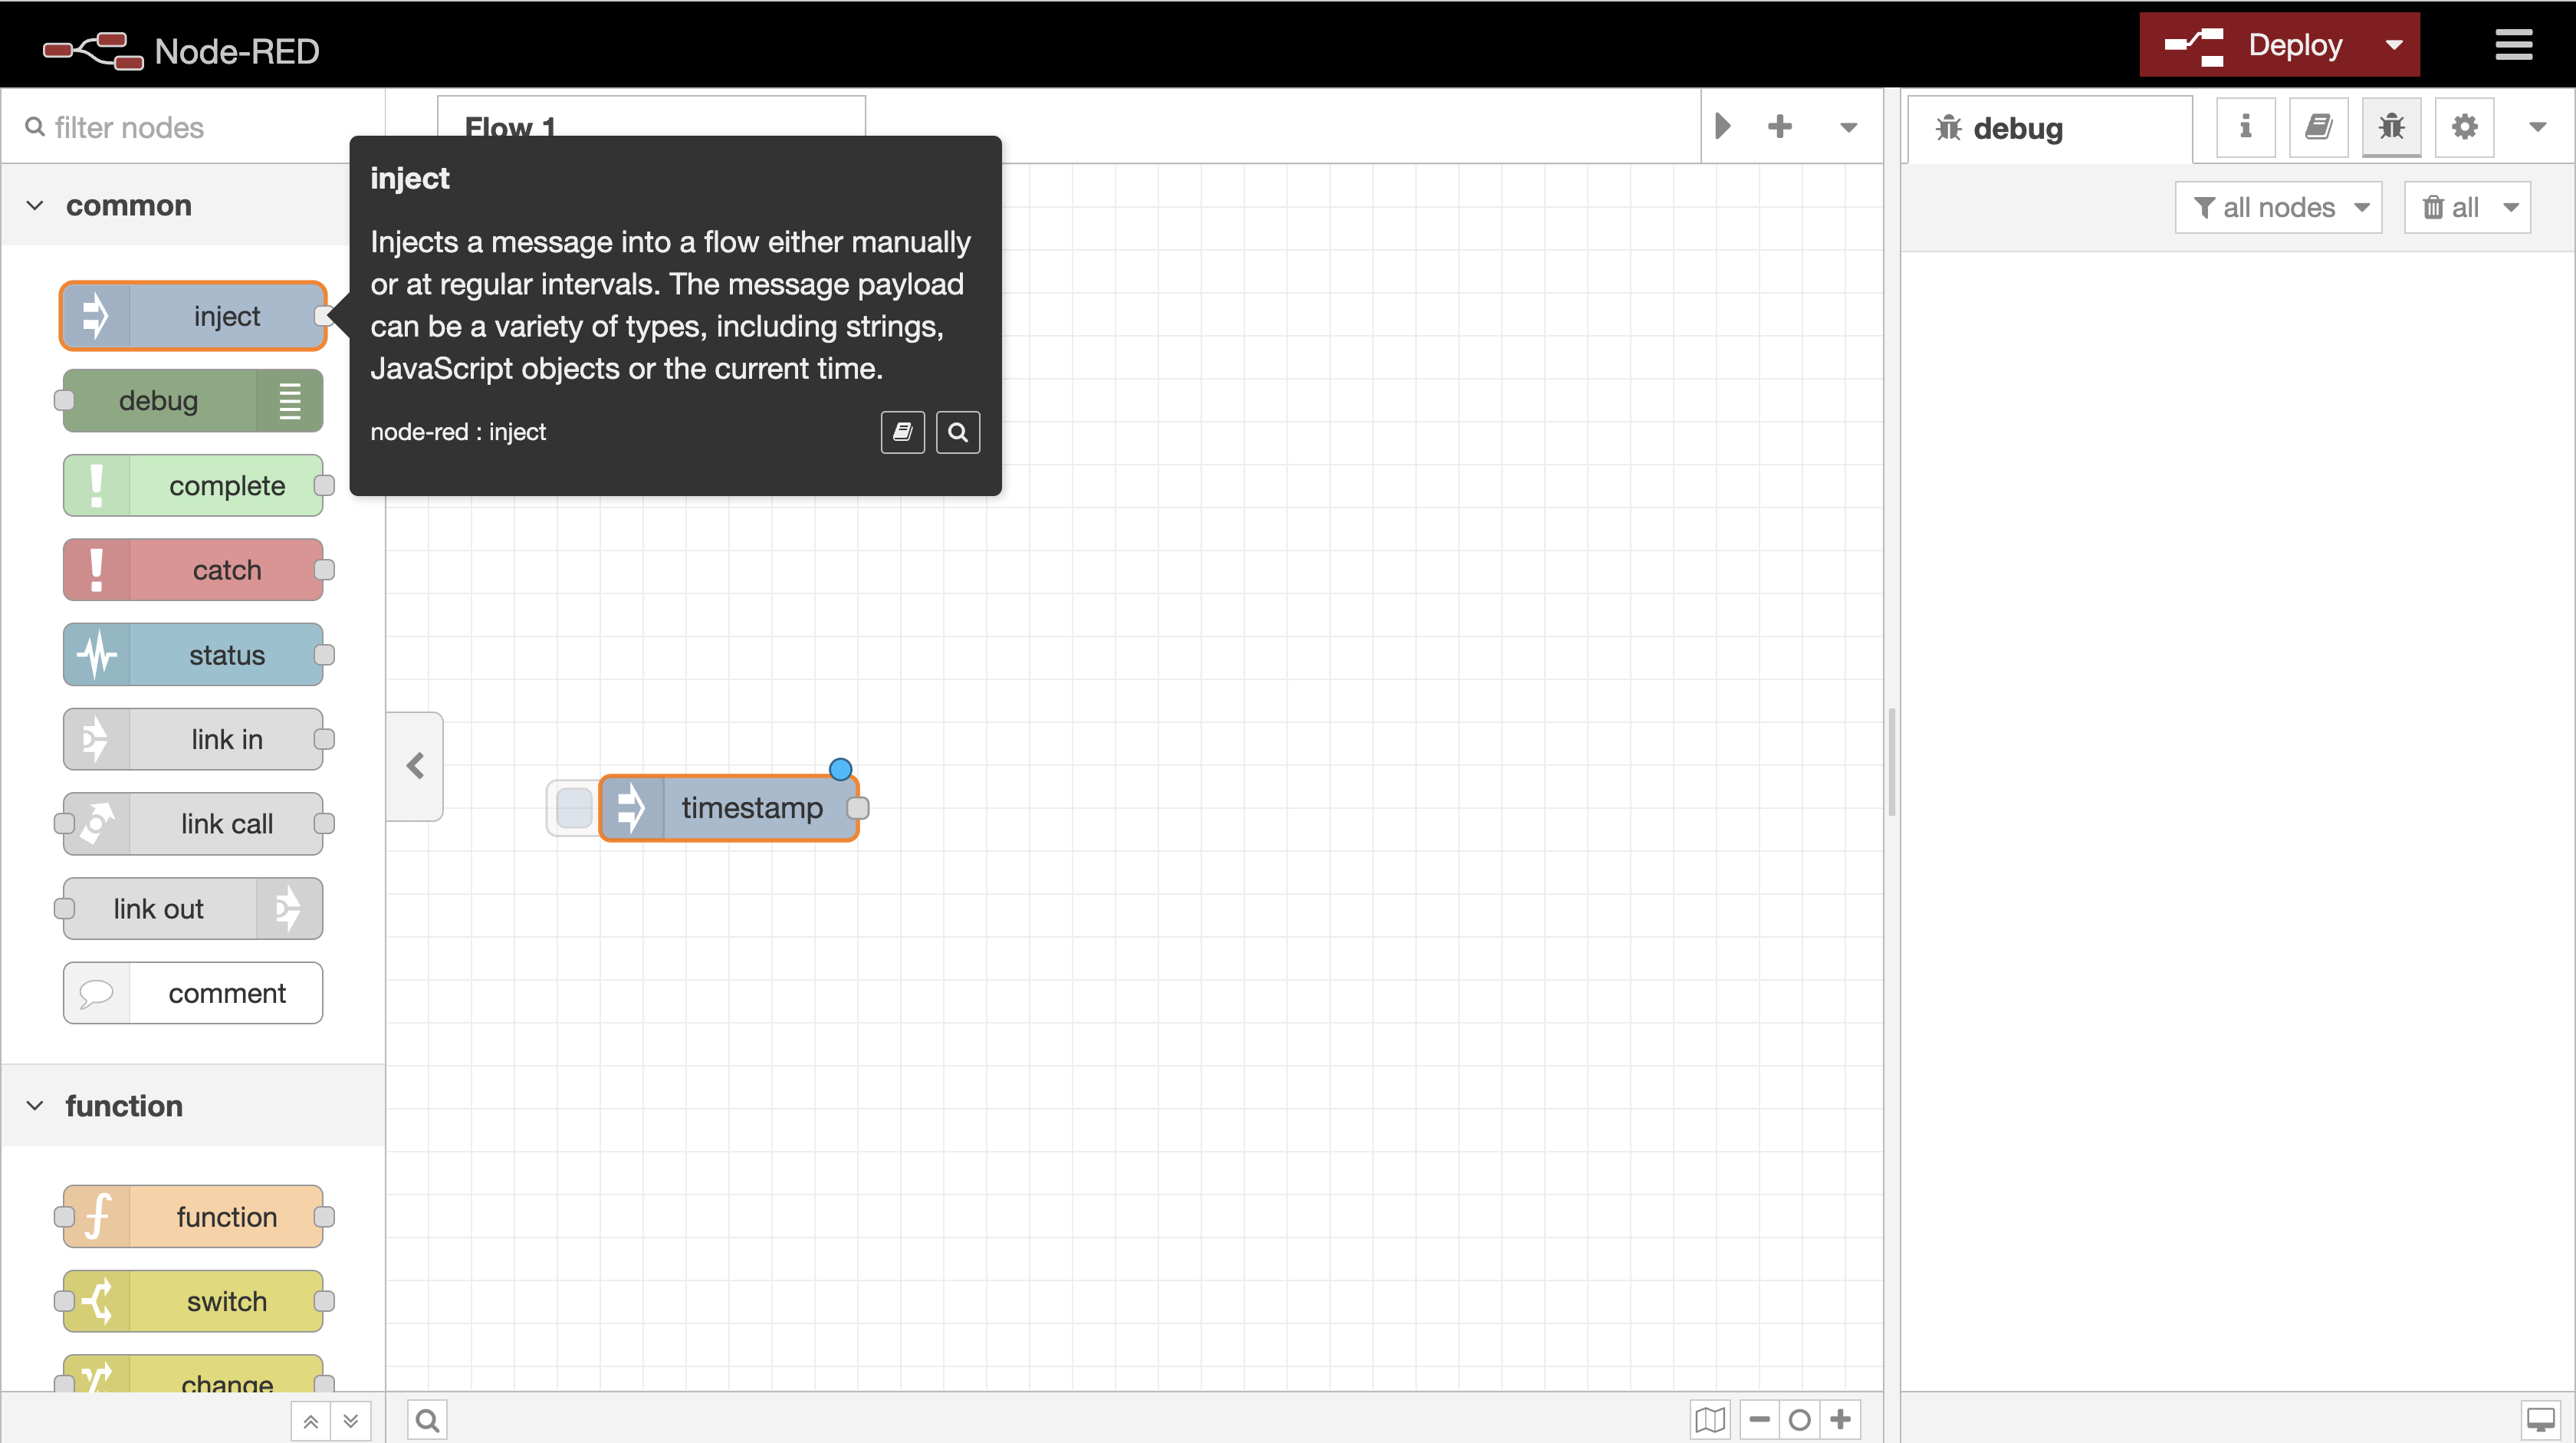 Node-RED
Deploy
filter nodes
Flow 1
debug
all nodes
all
common
inject
debug
complete
catch
status
link in
link call
link out
comment
inject
Injects a message into a flow either manually
or at regular intervals. The message payload
can be a variety of types, including strings,
JavaScript objects or the current time.
node-red : inject
timestamp
function
function
switch
change